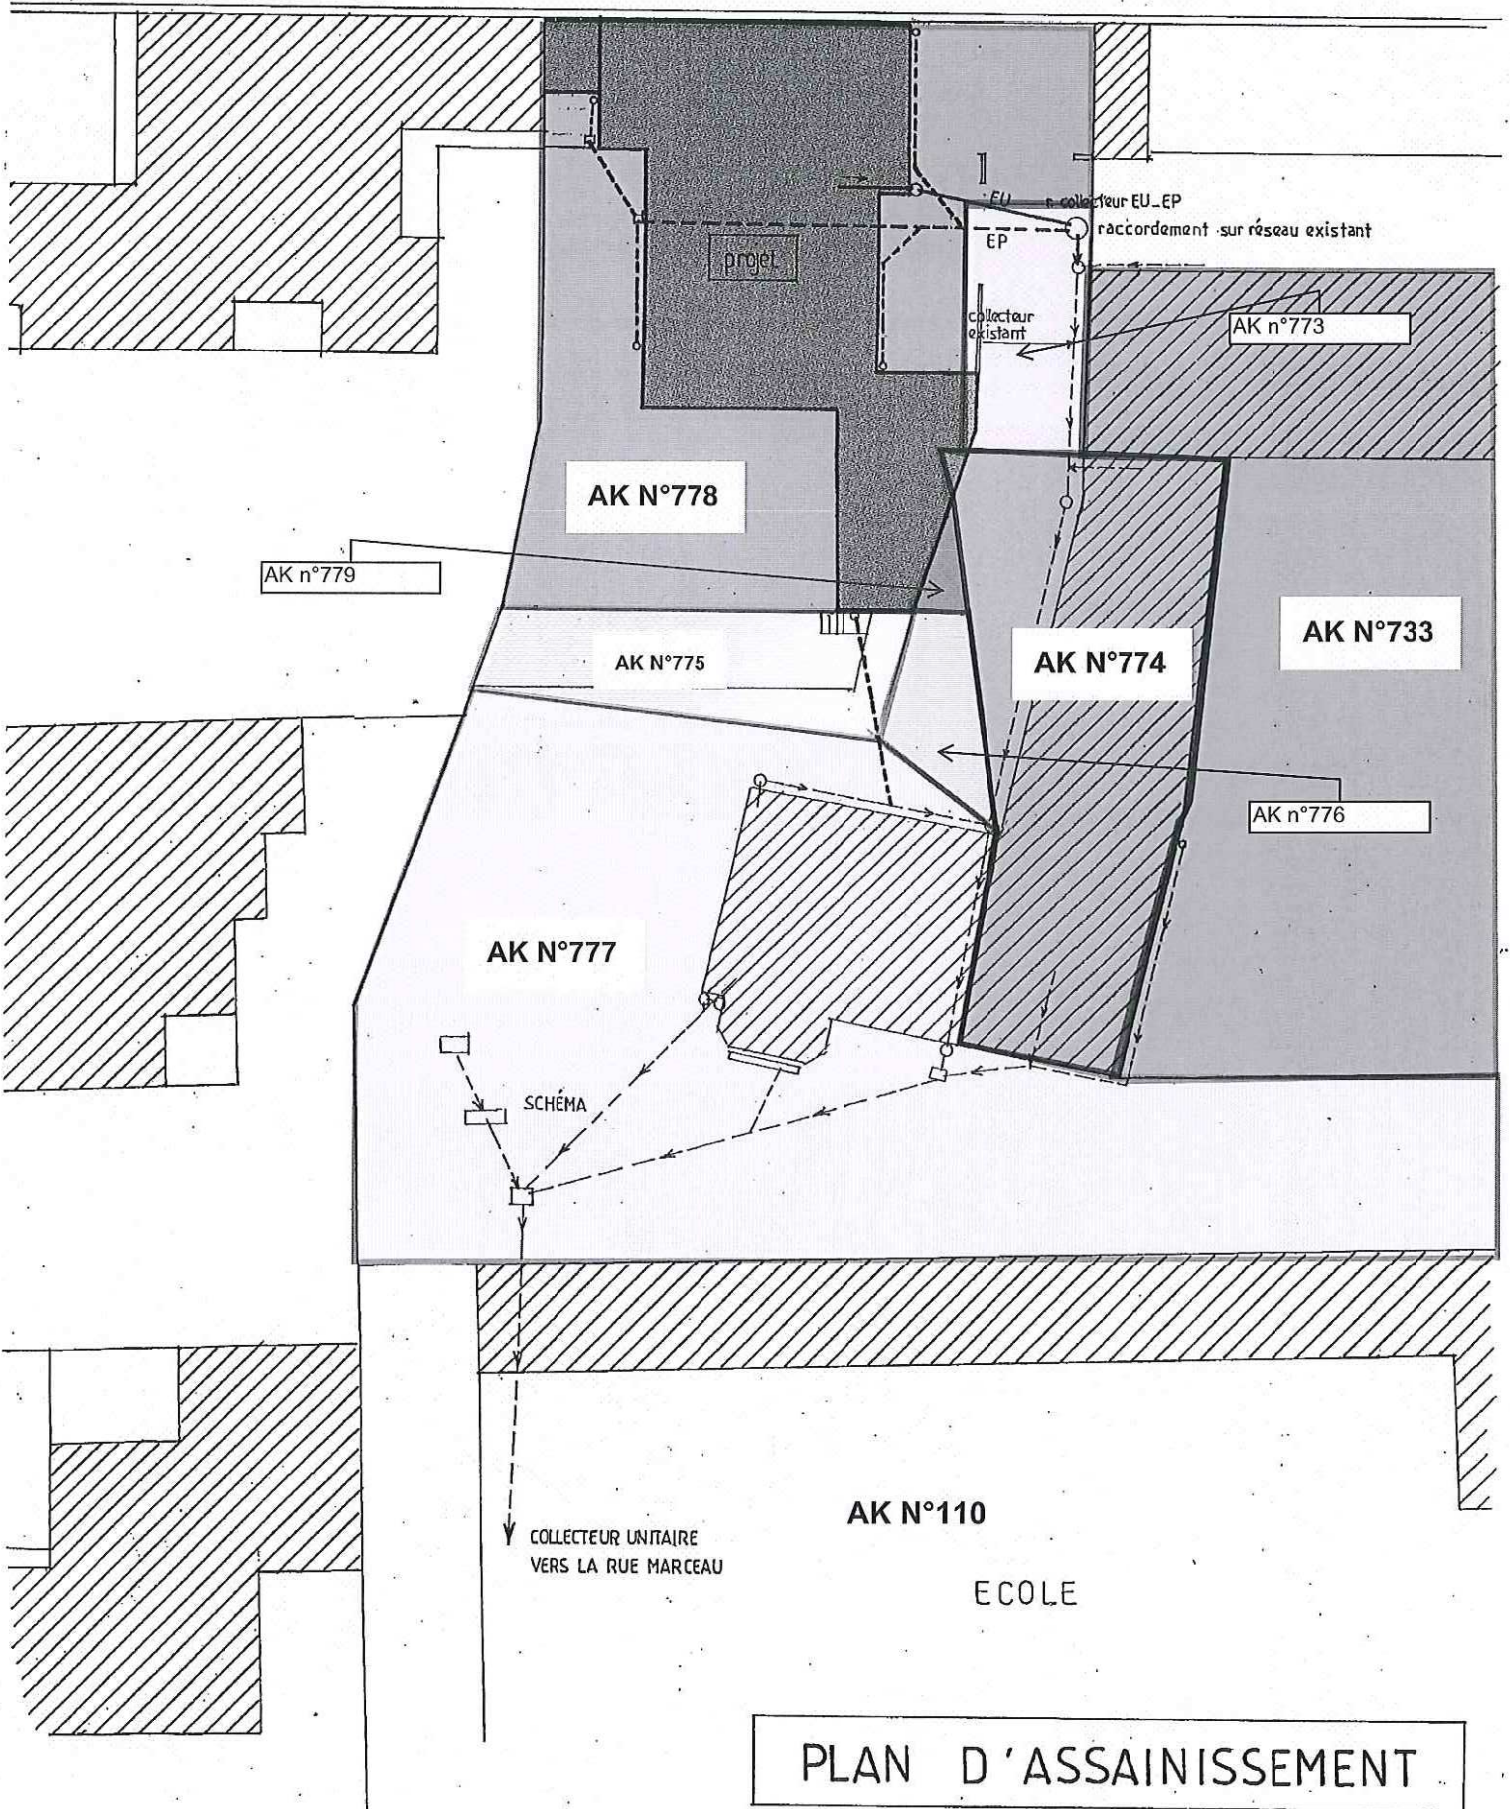 EU
collecteur EU_EP
raccordement sur réseau existant
EP
projet
collecteur
existant
AK n°773
AK N°778
AK n°779
AK N°733
AK N°775
AK N°774
AK n°776
AK N°777
SCHÉMA
AK N°110
COLLECTEUR UNITAIRE
VERS LA RUE MARCEAU
ECOLE
PLAN D'ASSAINISSEMENT